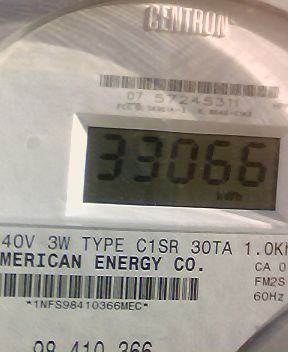 CENTRON
07 57245311
33066
kWh
40V 3W TYPE C1SR 30TA 1.0K
MERICAN ENERGY CO.
CA 0
FM2S
60Hz
*1NFS98410366MEC*
98 410 366